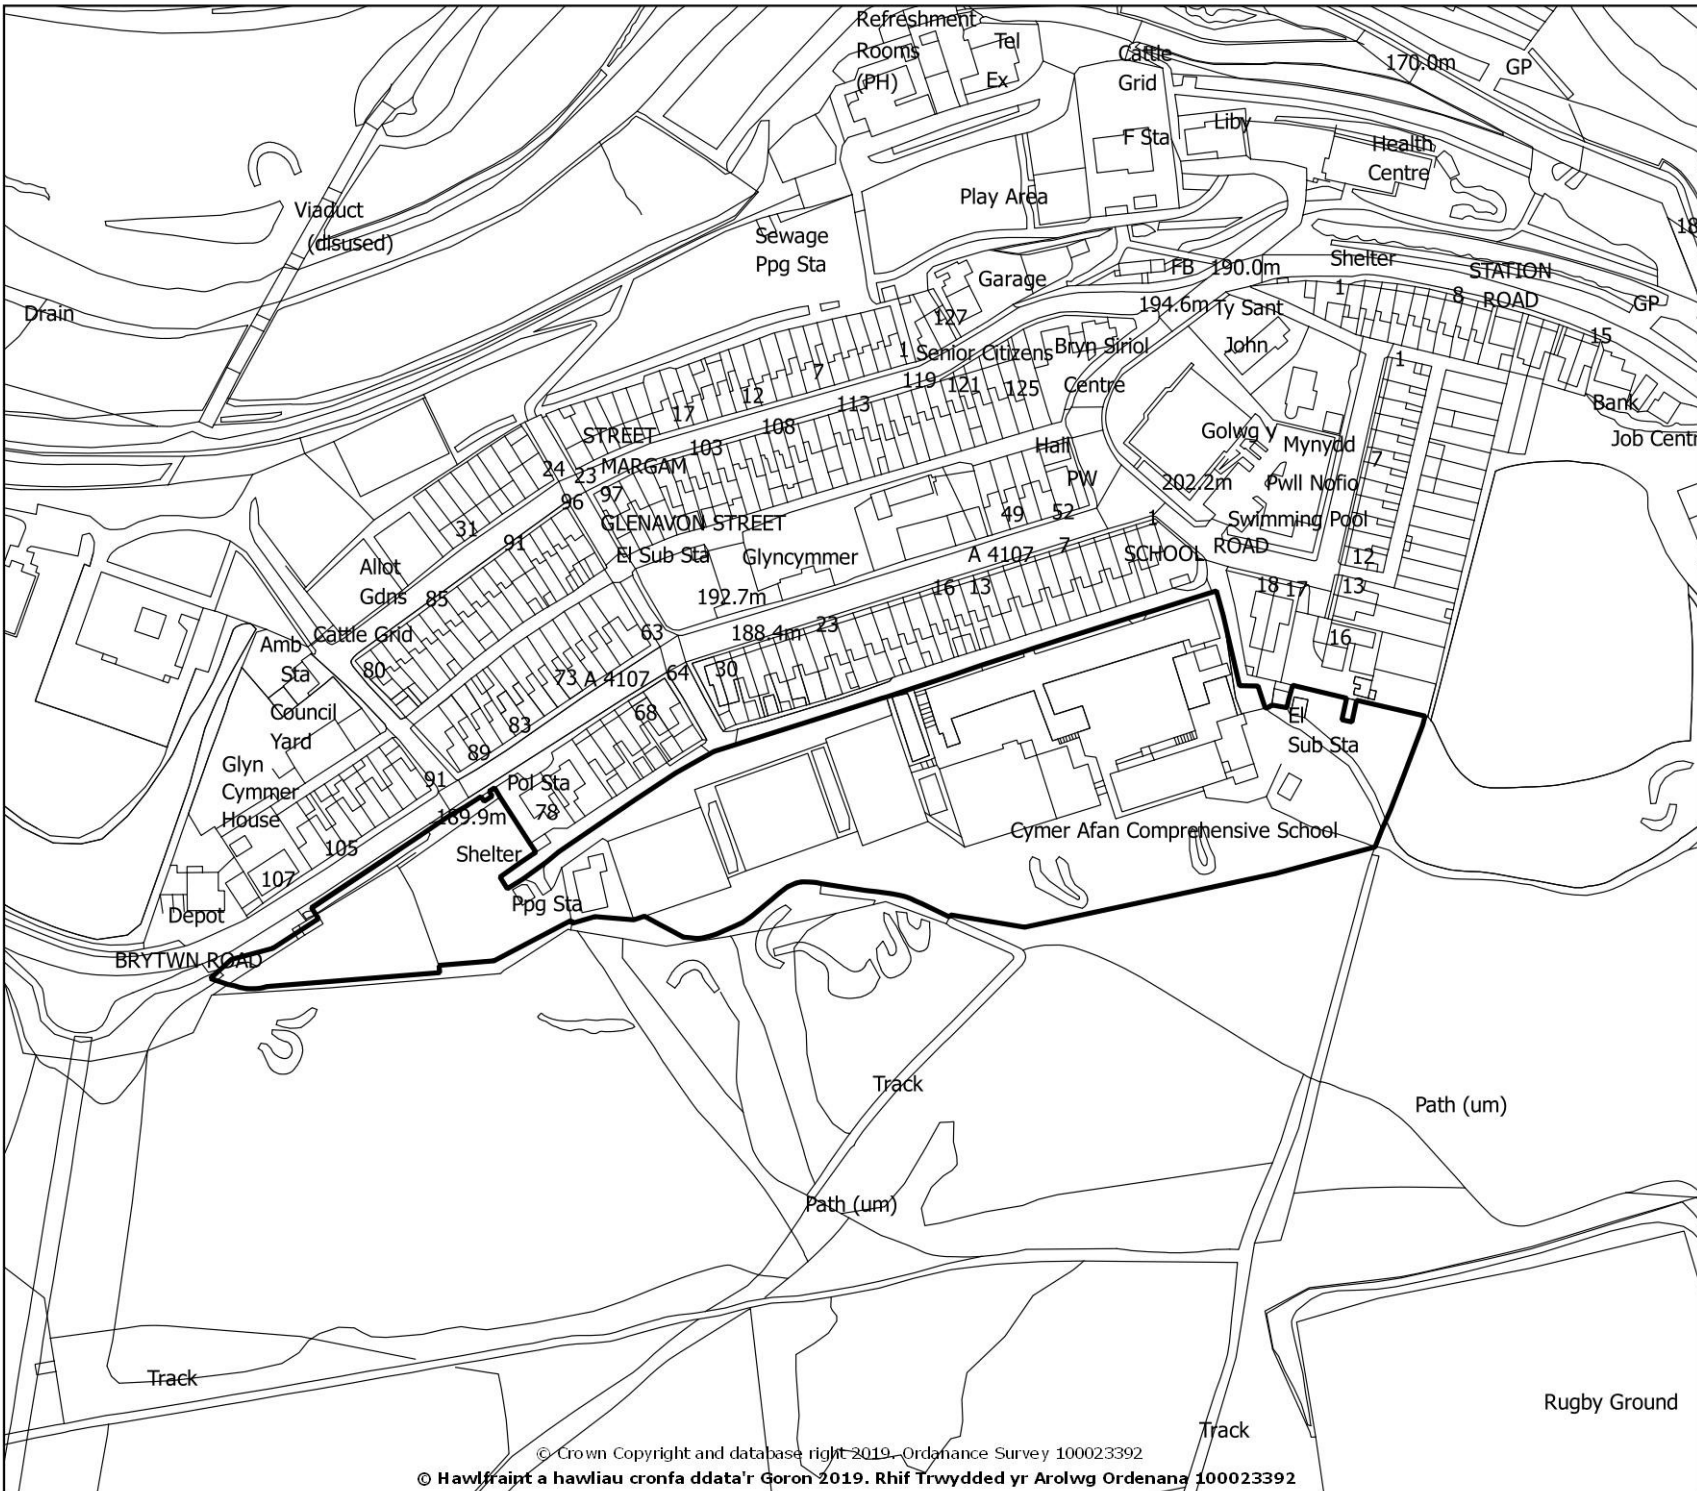 Refreshment
Rooms
(PH)
Tel
Ex
Cattle
Grid
170.0m
GP
F Sta
Liby
Health
Centre
Play Area
Viaduct
(disused)
Sewage
Ppg Sta
18
Drain
Garage
FB
190.0m
Shelter
STATION
ROAD
GP
194.6m
Ty Sant
John
1
8
15
127
1
Senior Citizens
Centre
Bryn Siriol
7
12
17
119
121
125
113
108
103
STREET
MARGAM
1
Bank
Job Centr
24
23
96
97
Hall
PW
Golwg y
Mynydd
7
202.2m
Pwll Nofio
Swimming Pool
31
91
GLENAVON STREET
49
52
1
El Sub Sta
Glyncymmer
A 4107
7
SCHOOL
ROAD
12
Allot
Gdns
85
192.7m
16
13
18
17
13
Amb
Sta
Cattle Grid
80
63
188.4m
23
16
73
A 4107
64
30
Council
Yard
83
68
El
Sub Sta
Glyn
Cymmer
House
89
91
Pol Sta
78
189.9m
Shelter
105
Cymer Afan Comprehensive School
107
Depot
Ppg Sta
BRYTWN ROAD
Track
Path (um)
Path (um)
Track
Rugby Ground
Track
© Crown Copyright and database right 2019. Ordanance Survey 100023392
© Hawlfraint a hawliau cronfa ddata'r Goron 2019. Rhif Trwydded yr Arolwg Ordenana 100023392